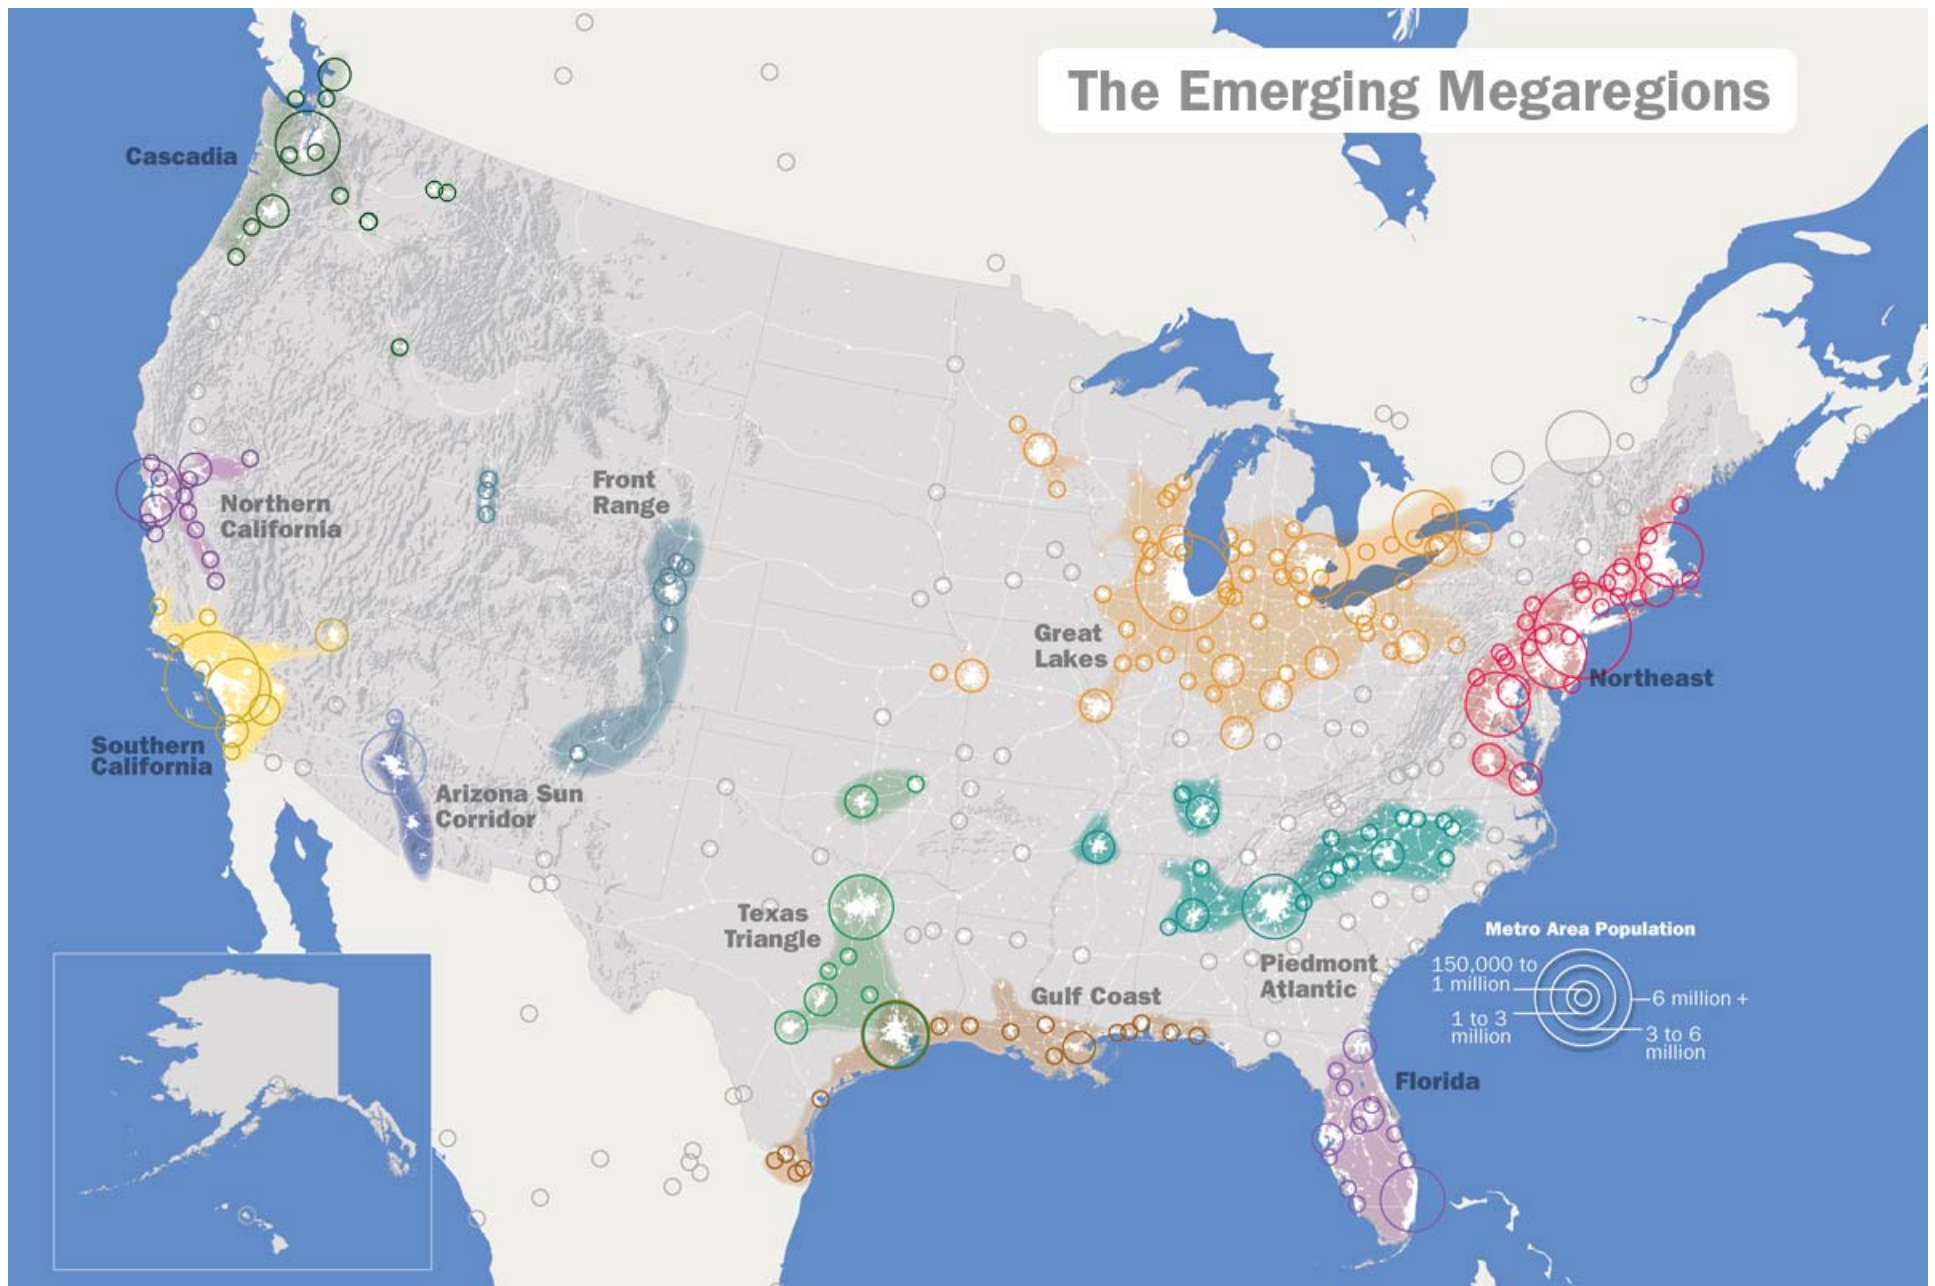 The Emerging Megaregions
Cascadia
Front
Range
Northern
California
Great
Lakes
Northeast
Southern
California
Arizona Sun
Corridor
Texas
Triangle
Piedmont
Atlantic
Gulf Coast
Florida
Metro Area Population
150,000 to
1 million
6 million +
1 to 3
million
3 to 6
million